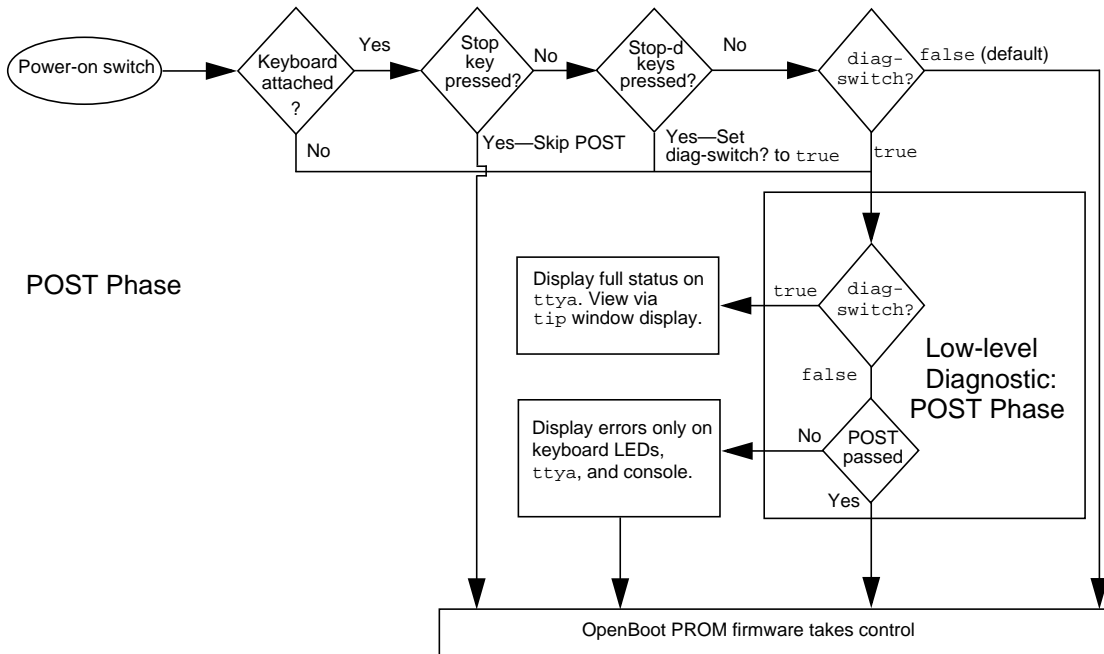 Power-on switch
Keyboard
attached
?
Yes
No
Stop
key
pressed?
No
Yes—Skip POST
Stop-d
keys
pressed?
No
Yes—Set
diag-switch? to true
diag-
switch?
false (default)
true
POST Phase
Display full status on
ttya. View via
tip window display.
true
diag-
switch?
false
Low-level
Diagnostic:
POST Phase
Display errors only on
keyboard LEDs,
ttya, and console.
No
POST
passed
Yes
OpenBoot PROM firmware takes control